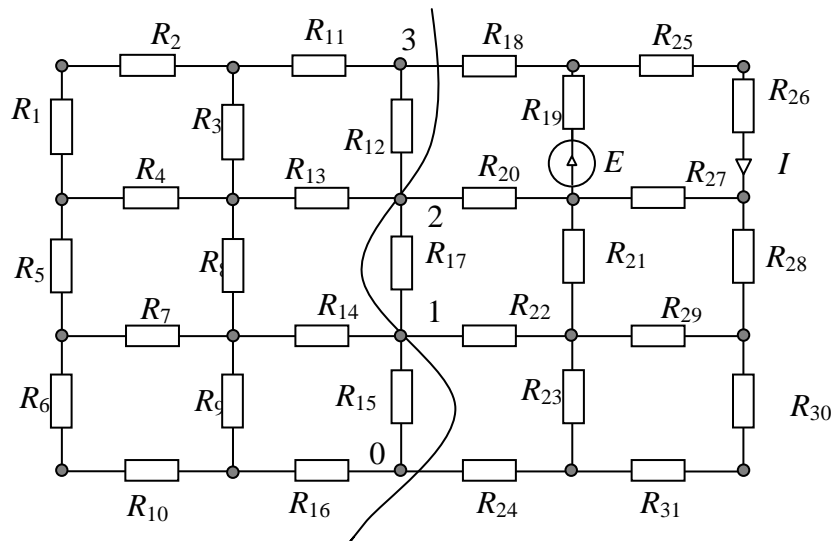 R2 R11 3 R18 R25
R1 R3 R12 R19 R26
R4 R13 R20 E R27 I
2
R5 R8 R17 R21 R28
R7 R14 1 R22 R29
R6 R9 R15 R23 R30
0
R10 R16 R24 R31